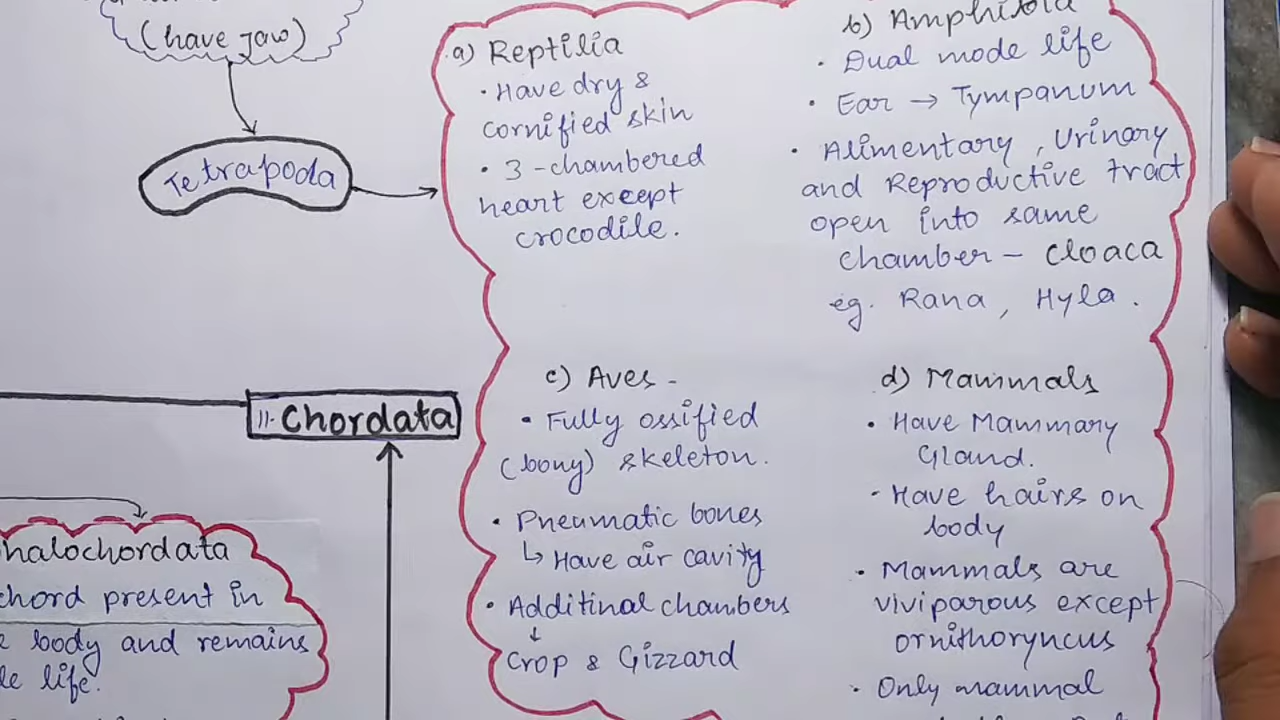 (have jaw)
Tetrapoda
a) Reptilia
• Have dry &
cornified skin
• 3-chambered
heart except
crocodile.
b) Amphibia
• Dual mode life
• Ear → Tympanum
• Alimentary, Urinary
and Reproductive tract
open into same
chamber - Cloaca
eg. Rana, Hyla.
c) Aves -
• Fully ossified
(bony) skeleton.
• Pneumatic bones
↳ Have air cavity
• Additinal chambers
↓
Crop & Gizzard
d) Mammals
• Have Mammary
Gland.
• Have hairs on
body
• Mammals are
viviparous except
ornithoryncus
• Only mammal
II. Chordata
halochordata
chord present in
body and remains
life.